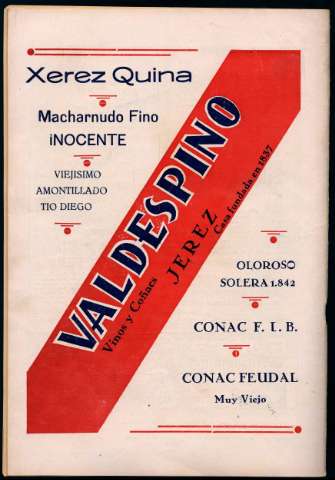 Xerez Quina
Macharnudo Fino
iNOCENTE
VIEJISIMO
AMONTILLADO
TIO DIEGO
VALDESPINO
Vinos y Coñacs
JEREZ
Casa fundada en 1837
OLOROSO
SOLERA 1.842
CONAC F. I. B.
CONAC FEUDAL
Muy Viejo